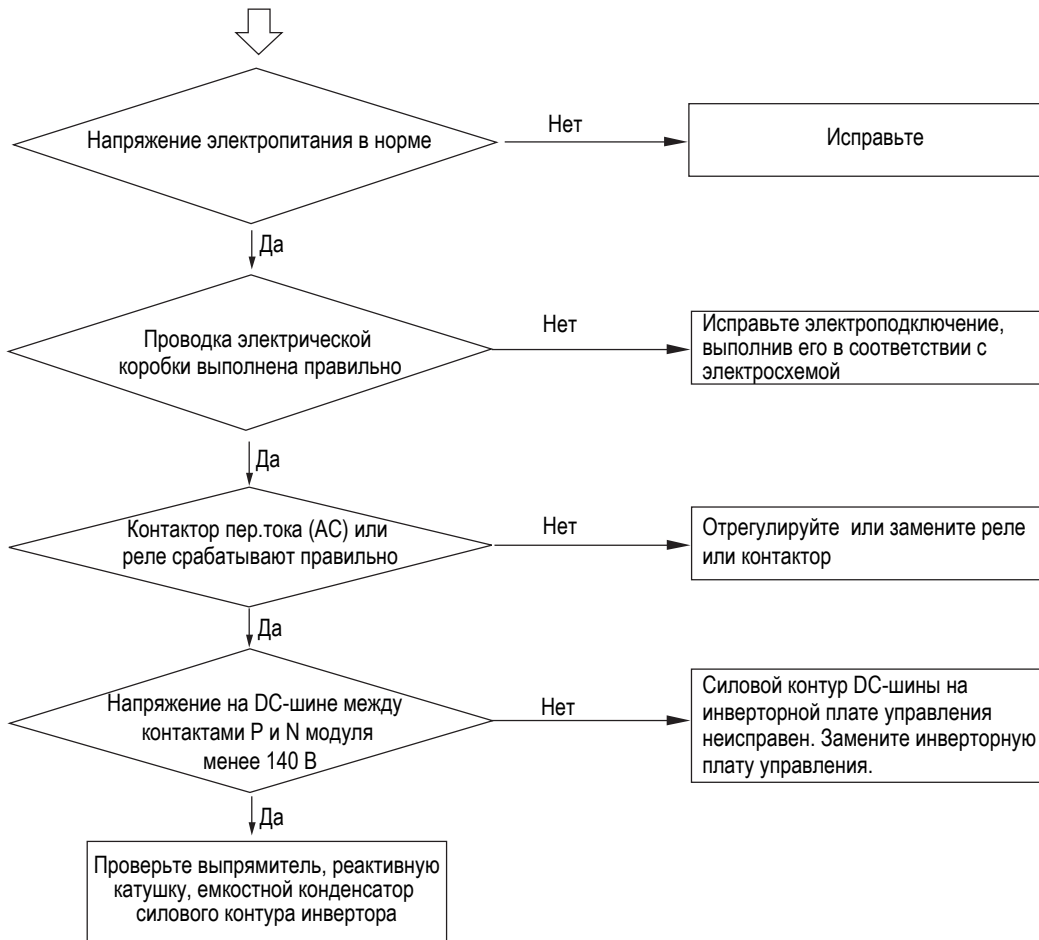 Напряжение электропитания в норме
Нет
Исправьте
Да
Проводка электрической
коробки выполнена правильно
Нет
Исправьте электроподключение,
выполнив его в соответствии с
электросхемой
Да
Контактор пер.тока (AC) или
реле срабатывают правильно
Нет
Отрегулируйте или замените реле
или контактор
Да
Напряжение на DC-шине между
контактами P и N модуля
менее 140 В
Нет
Силовой контур DC-шины на
инверторной плате управления
неисправен. Замените инверторную
плату управления.
Да
Проверьте выпрямитель, реактивную
катушку, емкостной конденсатор
силового контура инвертора